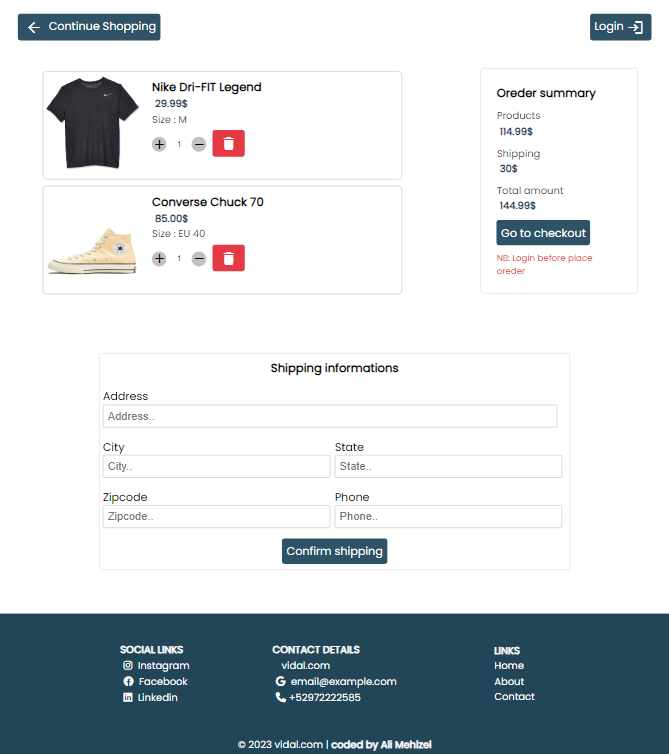 Continue Shopping
Login
Nike Dri-FIT Legend
29.99$
Size : M
1
Converse Chuck 70
85.00$
Size : EU 40
1
Oreder summary
Products
114.99$
Shipping
30$
Total amount
144.99$
Go to checkout
NB: Login before place
oreder
Shipping informations
Address
Address..
City
State
City..
State..
Zipcode
Phone
Zipcode..
Phone..
Confirm shipping
SOCIAL LINKS
Instagram
Facebook
Linkedin
CONTACT DETAILS
vidal.com
email@example.com
+52972222585
LINKS
Home
About
Contact
© 2023 vidal.com | coded by Ali Mehizel